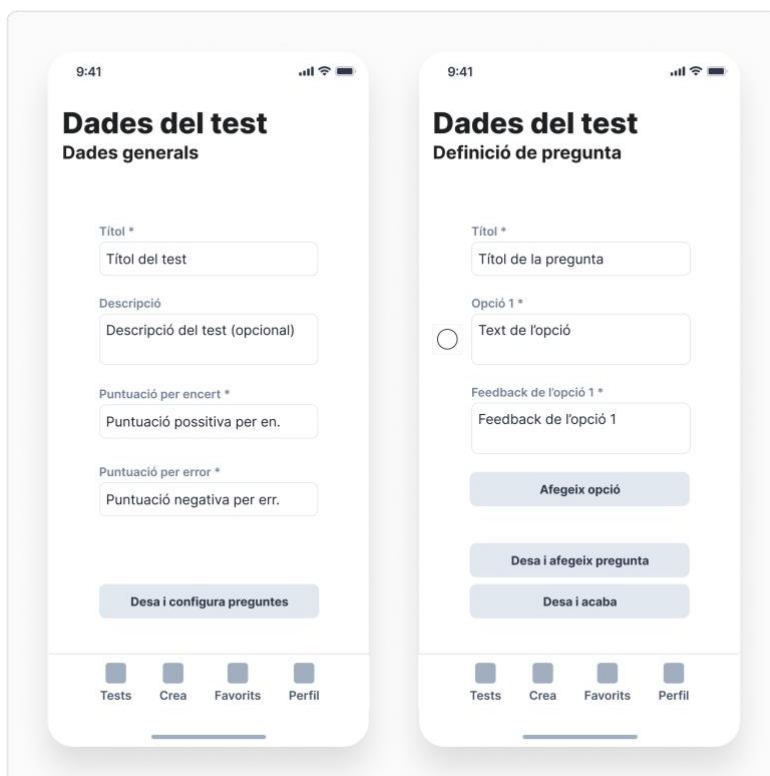 9:41
Dades del test
Dades generals
Títol *
Títol del test
Descripció
Descripció del test (opcional)
Puntuació per encert *
Puntuació possitiva per en.
Puntuació per error *
Puntuació negativa per err.
Desa i configura preguntes
Tests Crea Favorits Perfil
9:41
Dades del test
Definició de pregunta
Títol *
Títol de la pregunta
Opció 1 *
Text de l'opció
Feedback de l'opció 1 *
Feedback de l'opció 1
Afegeix opció
Desa i afegeix pregunta
Desa i acaba
Tests Crea Favorits Perfil